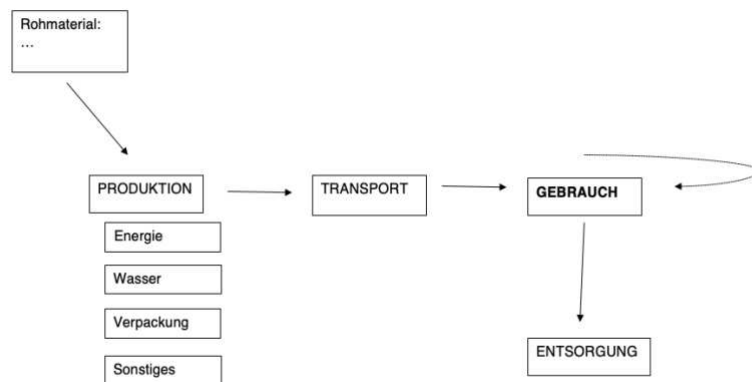 Rohmaterial:
...
PRODUKTION
TRANSPORT
GEBRAUCH
Energie
Wasser
Verpackung
Sonstiges
ENTSORGUNG